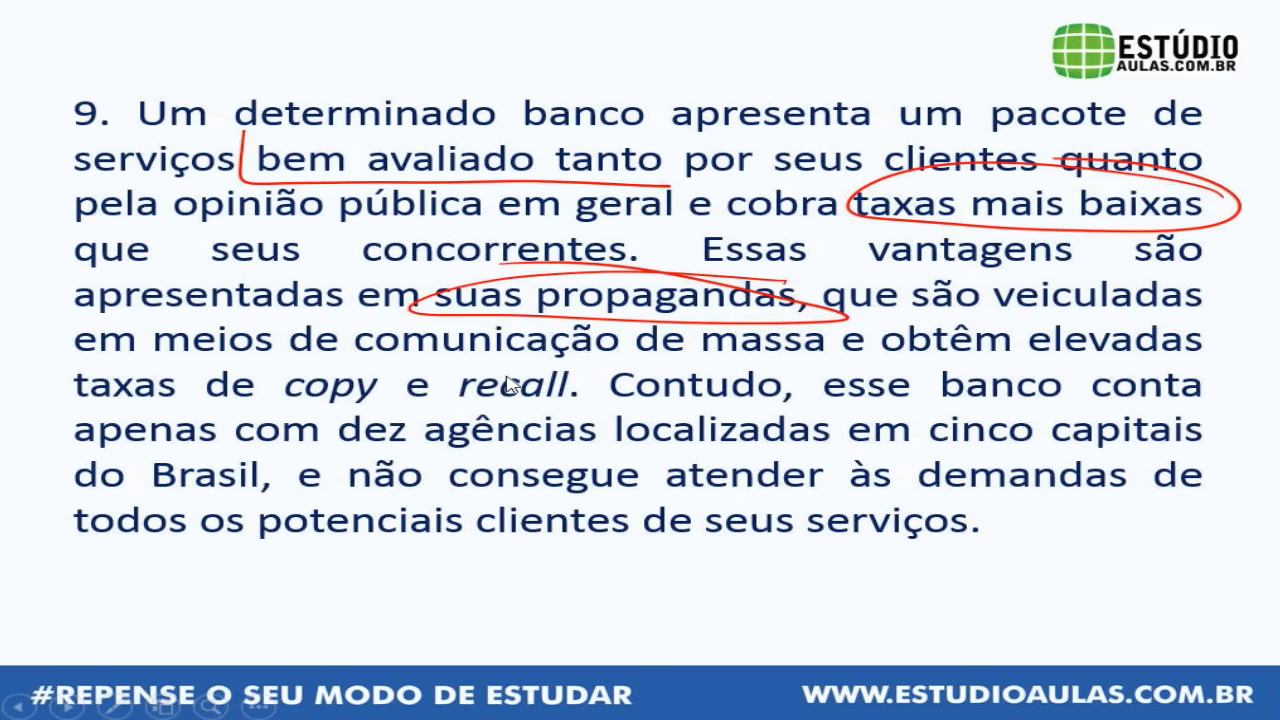 ESTÚDIO
AULAS.COM.BR
9. Um determinado banco apresenta um pacote de
serviços bem avaliado tanto por seus clientes quanto
pela opinião pública em geral e cobra taxas mais baixas
que seus concorrentes. Essas vantagens são
apresentadas em suas propagandas, que são veiculadas
em meios de comunicação de massa e obtêm elevadas
taxas de copy e recall. Contudo, esse banco conta
apenas com dez agências localizadas em cinco capitais
do Brasil, e não consegue atender às demandas de
todos os potenciais clientes de seus serviços.
#REPENSE O SEU MODO DE ESTUDAR
WWW.ESTUDIOAULAS.COM.BR